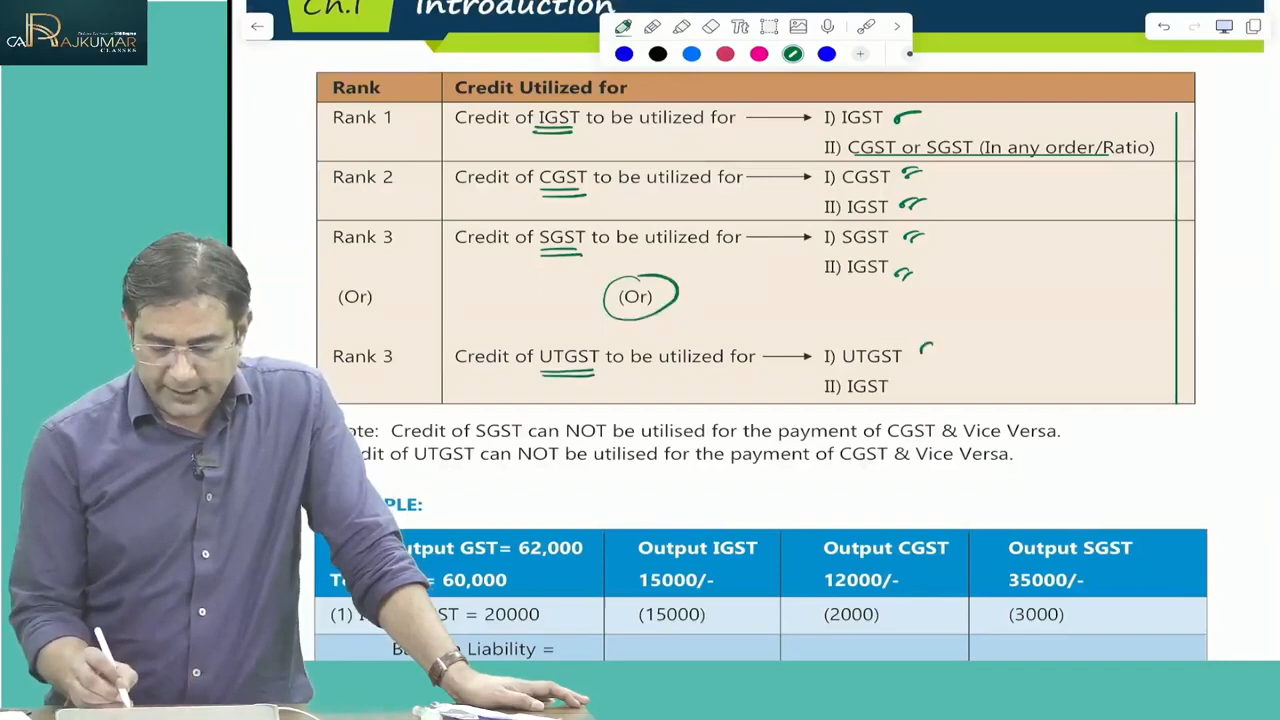 Ch.1 Introduction
CA RAJKUMAR
CLASSES
Rank Credit Utilized for
Rank 1 Credit of IGST to be utilized for I) IGST
II) CGST or SGST (In any order/Ratio)
Rank 2 Credit of CGST to be utilized for I) CGST
II) IGST
Rank 3 Credit of SGST to be utilized for I) SGST
II) IGST
(Or) (Or)
Rank 3 Credit of UTGST to be utilized for I) UTGST
II) IGST
Credit of SGST can NOT be utilised for the payment of CGST & Vice Versa.
of UTGST can NOT be utilised for the payment of CGST & Vice Versa.
GST= 62,000 Output IGST Output CGST Output SGST
= 60,000 15000/- 12000/- 35000/-
(1) = 20000 (15000) (2000) (3000)
Liability =